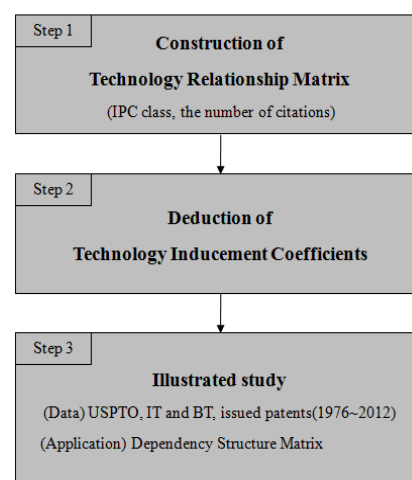 Step 1
Construction of
Technology Relationship Matrix
(IPC class, the number of citations)
Step 2
Deduction of
Technology Inducement Coefficients
Step 3
Illustrated study
(Data) USPTO, IT and BT, issued patents(1976~2012)
(Application) Dependency Structure Matrix